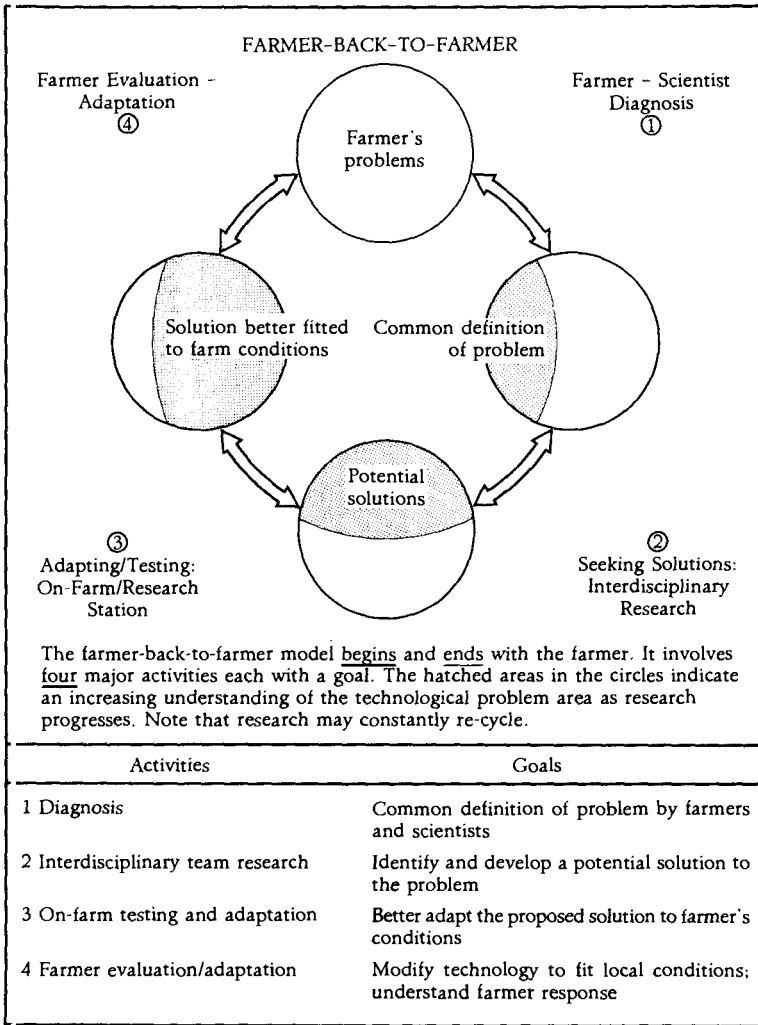 FARMER-BACK-TO-FARMER
Farmer Evaluation -
Adaptation
④
Farmer – Scientist
Diagnosis
①
Farmer's
problems
Solution better fitted
to farm conditions
Common definition
of problem
Potential
solutions
③
Adapting/Testing:
On-Farm/Research
Station
②
Seeking Solutions:
Interdisciplinary
Research
The farmer-back-to-farmer model begins and ends with the farmer. It involves
four major activities each with a goal. The hatched areas in the circles indicate
an increasing understanding of the technological problem area as research
progresses. Note that research may constantly re-cycle.
Activities Goals
1 Diagnosis Common definition of problem by farmers
and scientists
2 Interdisciplinary team research Identify and develop a potential solution to
the problem
3 On-farm testing and adaptation Better adapt the proposed solution to farmer's
conditions
4 Farmer evaluation/adaptation Modify technology to fit local conditions;
understand farmer response